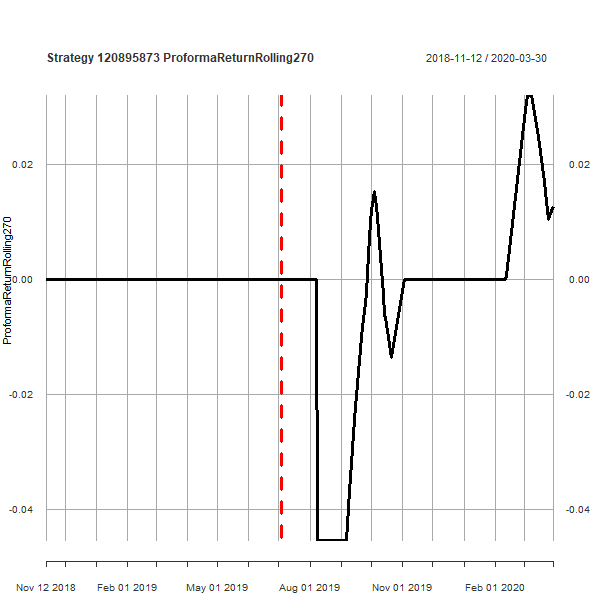 Strategy 120895873 ProformaReturnRolling270
2018-11-12 / 2020-03-30
ProformaReturnRolling270
0.02
0.00
-0.02
-0.04
0.02
0.00
-0.02
-0.04
Nov 12 2018
Feb 01 2019
May 01 2019
Aug 01 2019
Nov 01 2019
Feb 01 2020